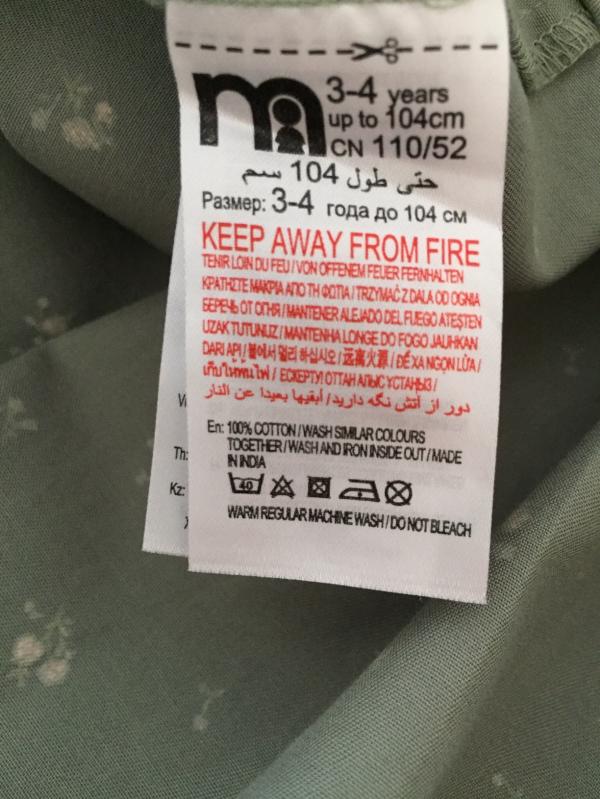 3-4 years
up to 104cm
CN 110/52
حتى طول 104 سم
Размер: 3-4 года до 104 см
KEEP AWAY FROM FIRE
TENIR LOIN DU FEU / VON OFFENEM FEUER FERNHALTEN
ΚΡΑΤΗΣΤΕ ΜΑΚΡΙΑ ΑΠΟ ΤΗ ΦΩΤΙΑ / TRZYMAĆ Z DALA OD OGNIA
БЕРЕЧЬ ОТ ОГНЯ / MANTENER ALEJADO DEL FUEGO ATEŞTEN
UZAK TUTUNUZ / MANTENHA LONGE DO FOGO JAUHKAN
DARI API / 불에서 멀리 하십시오 / 远离火源 / ĐỂ XA NGỌN LỬA /
เก็บให้พ้นไฟ / ЕСКЕРТУ! ОТТАН АЛЫС ҰСТАҢЫЗ /
دور از آتش نگه دارید / أبقيها بعيدا عن النار
En: 100% COTTON / WASH SIMILAR COLOURS
TOGETHER / WASH AND IRON INSIDE OUT / MADE
IN INDIA
40
WARM REGULAR MACHINE WASH / DO NOT BLEACH
Th:
Kz: